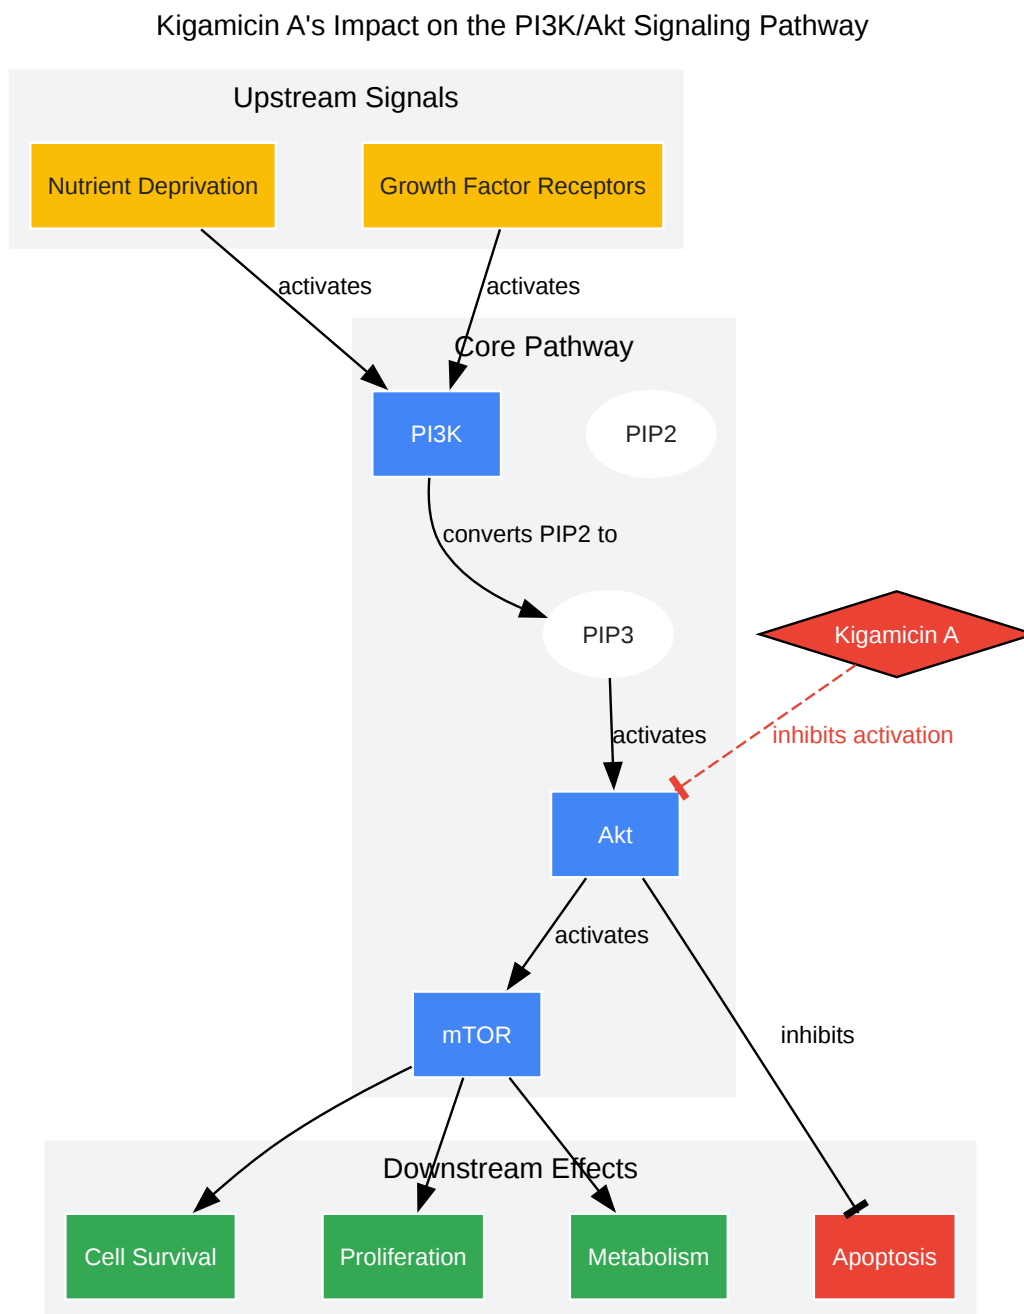 Kigamicin A's Impact on the PI3K/Akt Signaling Pathway
Upstream Signals
Nutrient Deprivation
Growth Factor Receptors
activates
activates
Core Pathway
PI3K
PIP2
converts PIP2 to
PIP3
Kigamicin A
activates
inhibits activation
Akt
activates
mTOR
inhibits
Downstream Effects
Cell Survival
Proliferation
Metabolism
Apoptosis